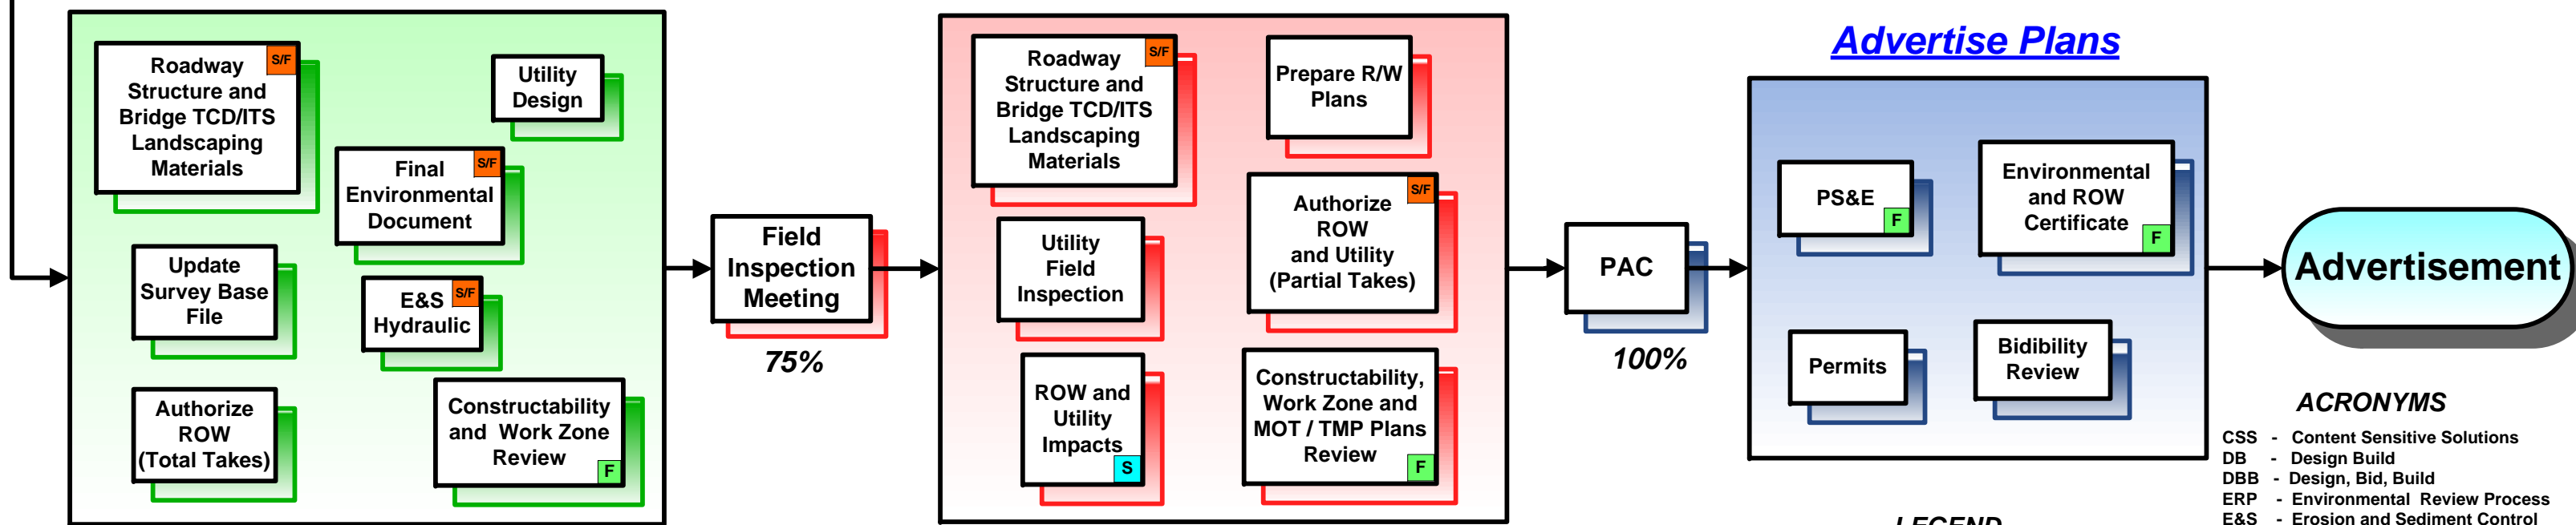 Roadway
Structure and
Bridge TCD/ITS
Landscaping
Materials
S/F
Utility
Design
Final
Environmental
Document
S/F
Update
Survey Base
File
E&S
Hydraulic
S/F
Authorize
ROW
(Total Takes)
Constructability
and Work Zone
Review
F
Field
Inspection
Meeting
75%
Roadway
Structure and
Bridge TCD/ITS
Landscaping
Materials
S/F
Prepare R/W
Plans
Utility
Field
Inspection
Authorize
ROW
and Utility
(Partial Takes)
S/F
ROW and
Utility
Impacts
S
Constructability,
Work Zone and
MOT / TMP Plans
Review
F
PAC
100%
Advertise Plans
PS&E
F
Environmental
and ROW
Certificate
F
Permits
Bidibility
Review
Advertisement
ACRONYMS
CSS - Content Sensitive Solutions
DB - Design Build
DBB - Design, Bid, Build
ERP - Environmental Review Process
E&S - Erosion and Sediment Control
LEGEND